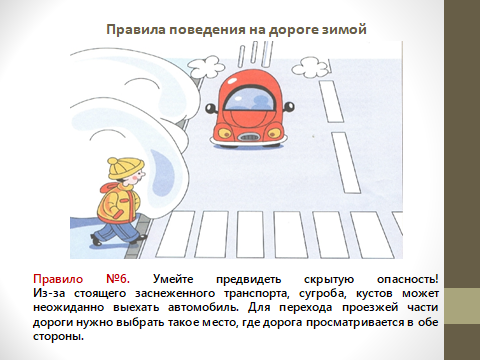 Правила поведения на дороге зимой
Правило №6. Умейте предвидеть скрытую опасность!
Из-за стоящего заснеженного транспорта, сугроба, кустов может
неожиданно выехать автомобиль. Для перехода проезжей части
дороги нужно выбрать такое место, где дорога просматривается в обе
стороны.